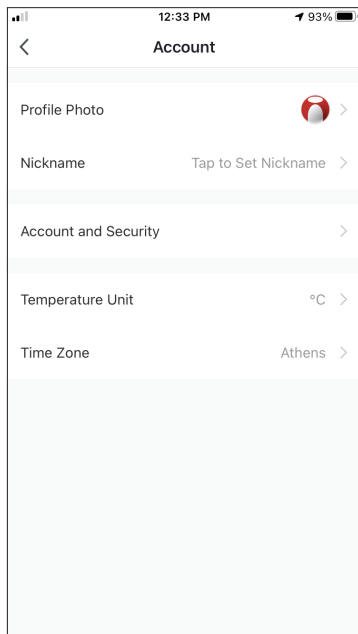 12:33 PM 93%
Account
Profile Photo
Nickname Tap to Set Nickname
Account and Security
Temperature Unit °C
Time Zone Athens